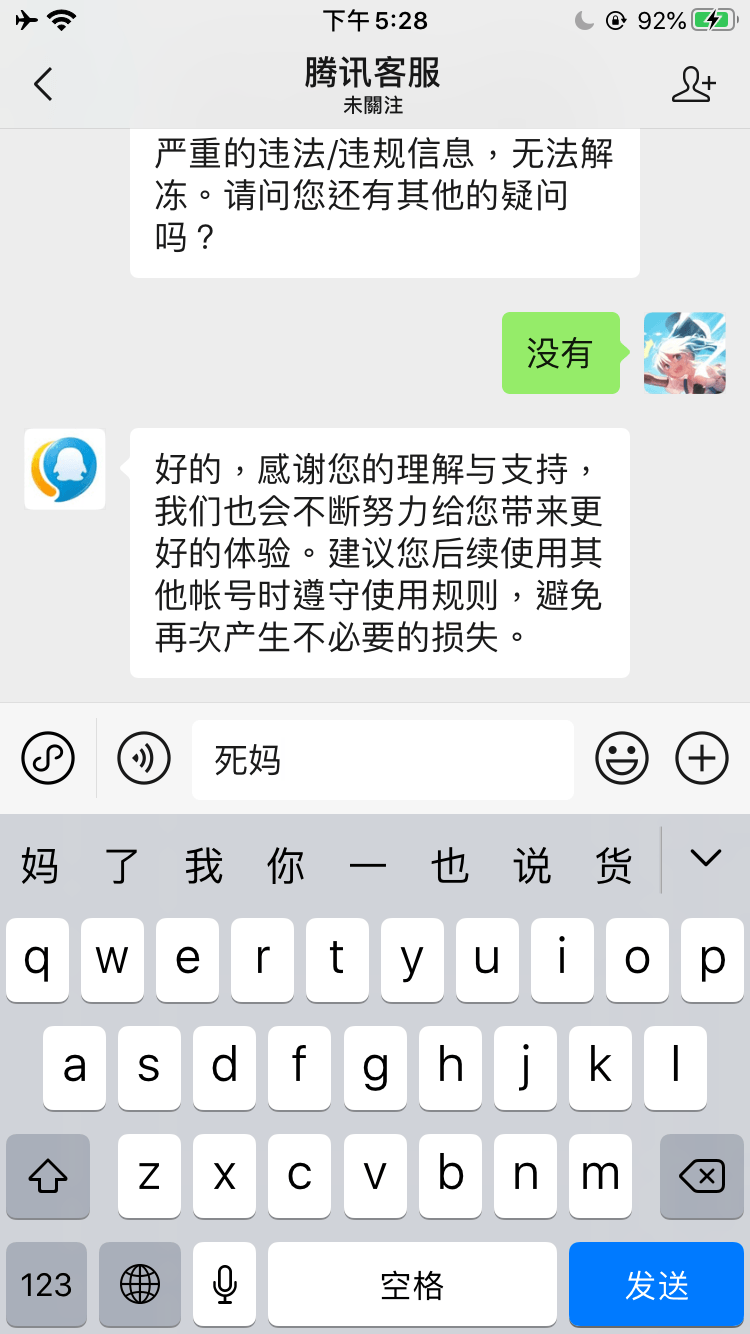 下午5:28
92%
腾讯客服
未關注
严重的违法/违规信息，无法解
冻。请问您还有其他的疑问
吗？
没有
好的，感谢您的理解与支持，
我们也会不断努力给您带来更
好的体验。建议您后续使用其
他帐号时遵守使用规则，避免
再次产生不必要的损失。
死妈
妈 了 我 你 一 也 说 货
q w e r t y u i o p
a s d f g h j k l
z x c v b n m
123 空格 发送